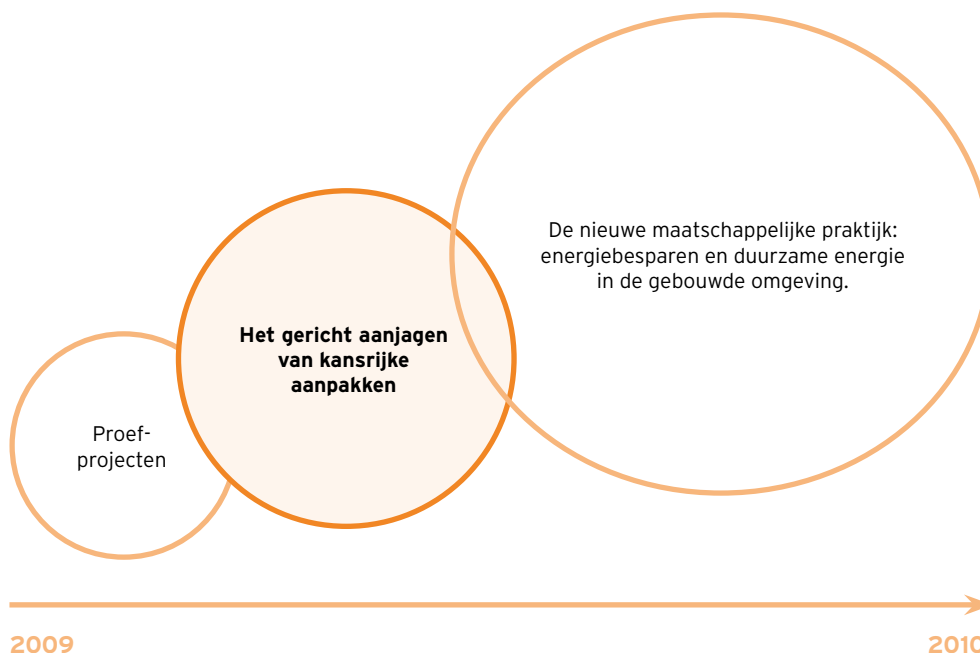 De nieuwe maatschappelijke praktijk:
energiebesparen en duurzame energie
in de gebouwde omgeving.
Het gericht aanjagen
van kansrijke
aanpakken
Proef-
projecten
2009
2010